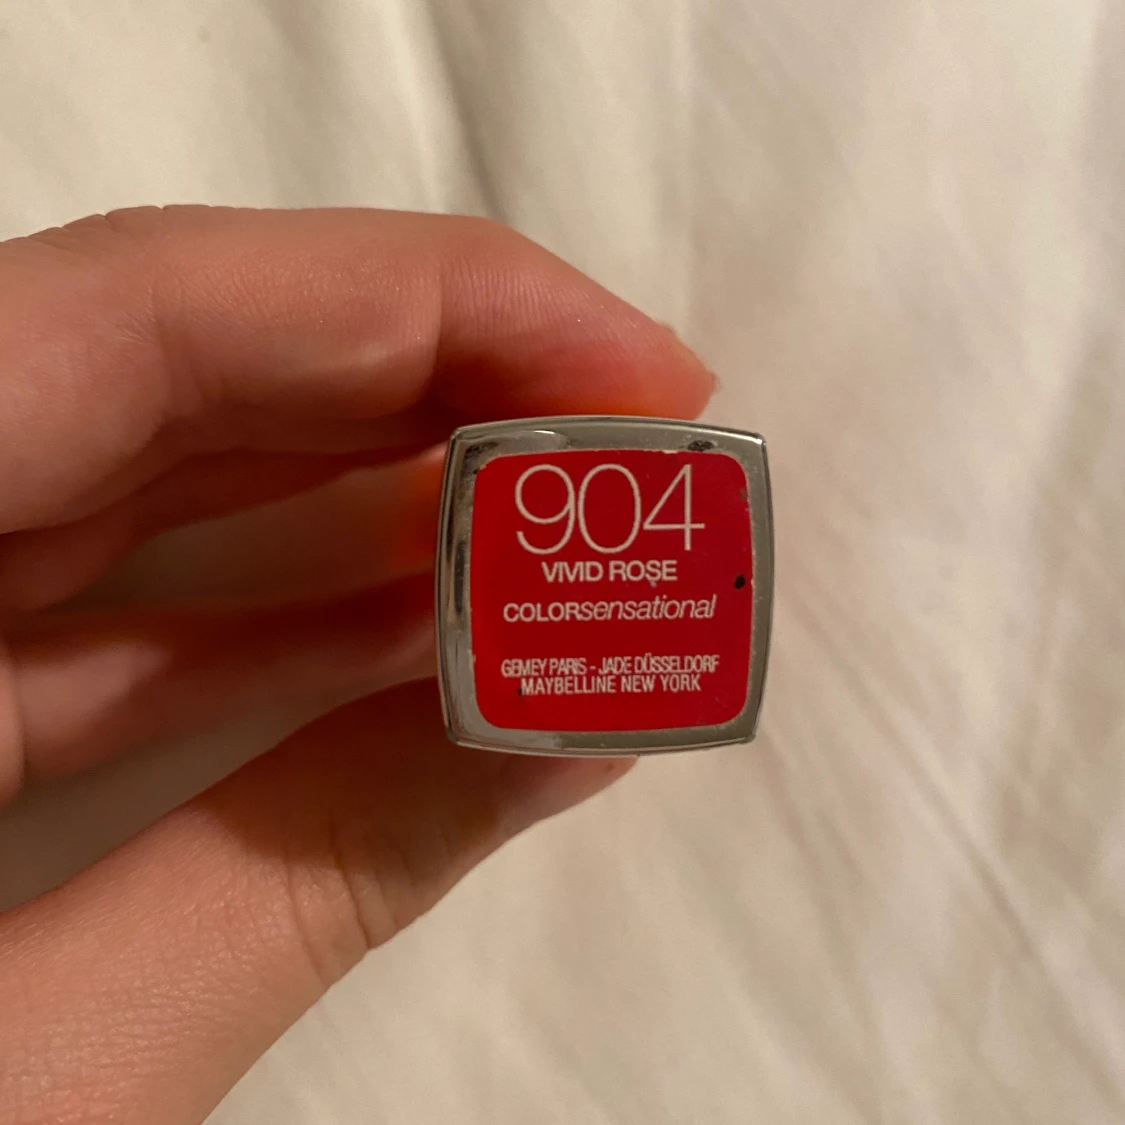 904
VIVID ROSE
COLORsensational
GEMEY PARIS - JADE DÜSSELDORF
MAYBELLINE NEW YORK